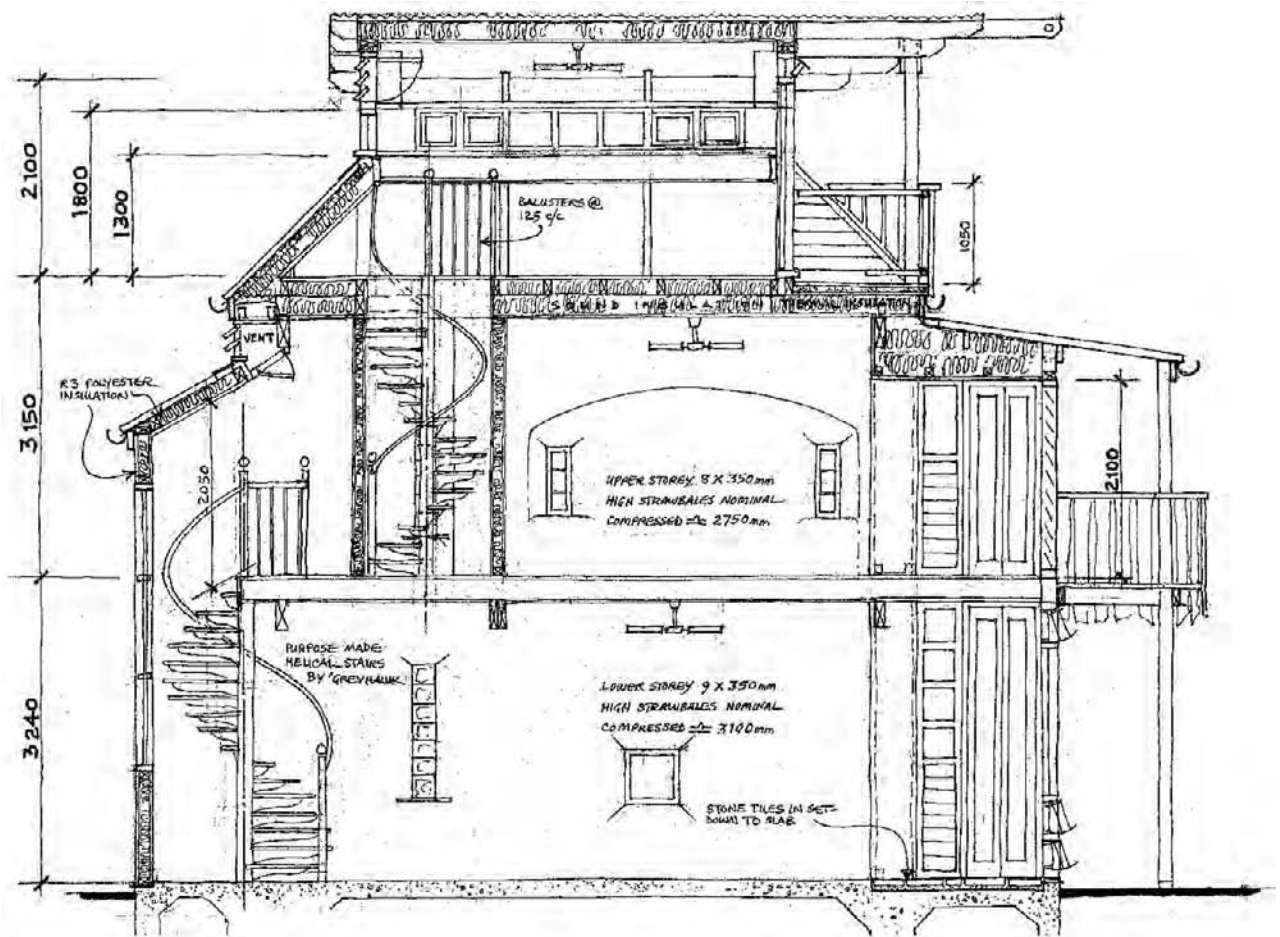 2100
1800
1300
BALUSTERS @
125 c/c
1050
SOUND INSULATION
THERMAL INSULATION
VENT
R3 POLYESTER
INSULATION
3150
2050
UPPER STOREY 8 X 350mm
HIGH STRAWBALES NOMINAL
COMPRESSED ≏ 2750mm
2100
PURPOSE MADE
HELICAL STAIRS
BY 'GREYHAWK'
LOWER STOREY 9 X 350mm
HIGH STRAWBALES NOMINAL
COMPRESSED ≏ 3100mm
3240
STONE TILES IN SET-
DOWN TO SLAB